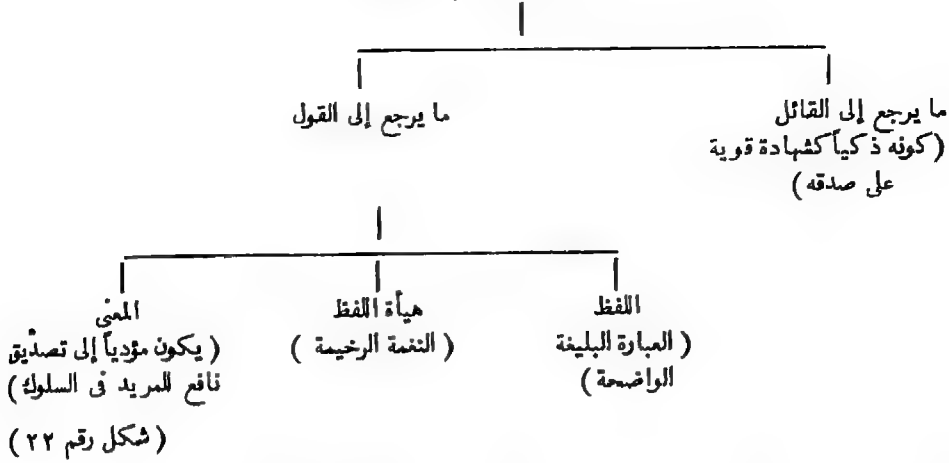 ما يرجع إلى القائل
(كونه ذكياً كشهادة قوية
على صدقه)
ما يرجع إلى القول
اللفظ
(العبارة البليغة
الواضحة)
هيأة اللفظ
(النغمة الرخيمة)
المعنى
(يكون مؤدياً إلى تصديق
نافع للمريد فى السلوك)
(شكل رقم ٢٢)